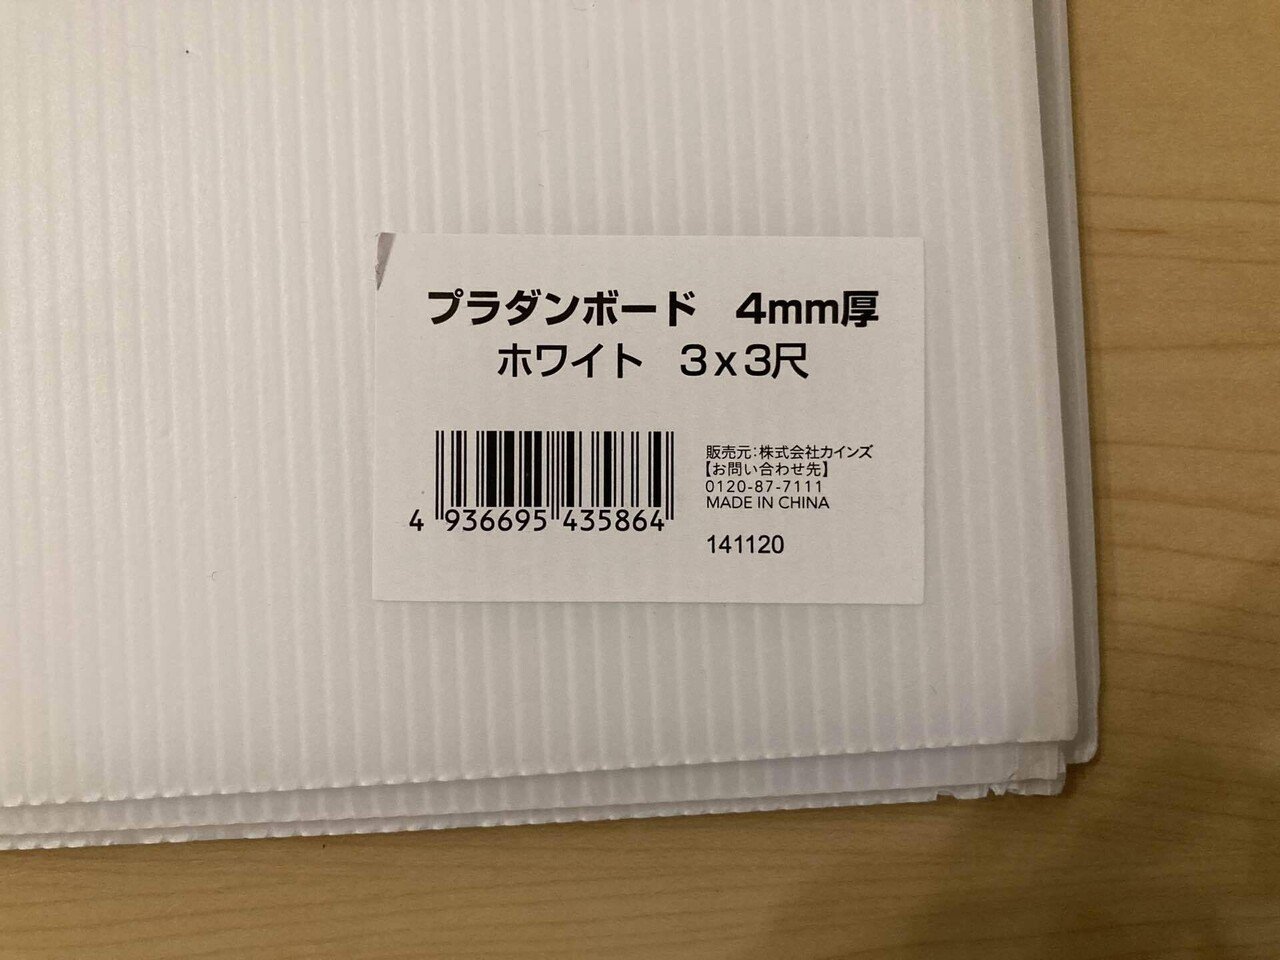 プラダンボード　4mm厚
ホワイト　3x3尺
販売元:株式会社カインズ
【お問い合わせ先】
0120-87-7111
MADE IN CHINA
4 936695 435864
141120